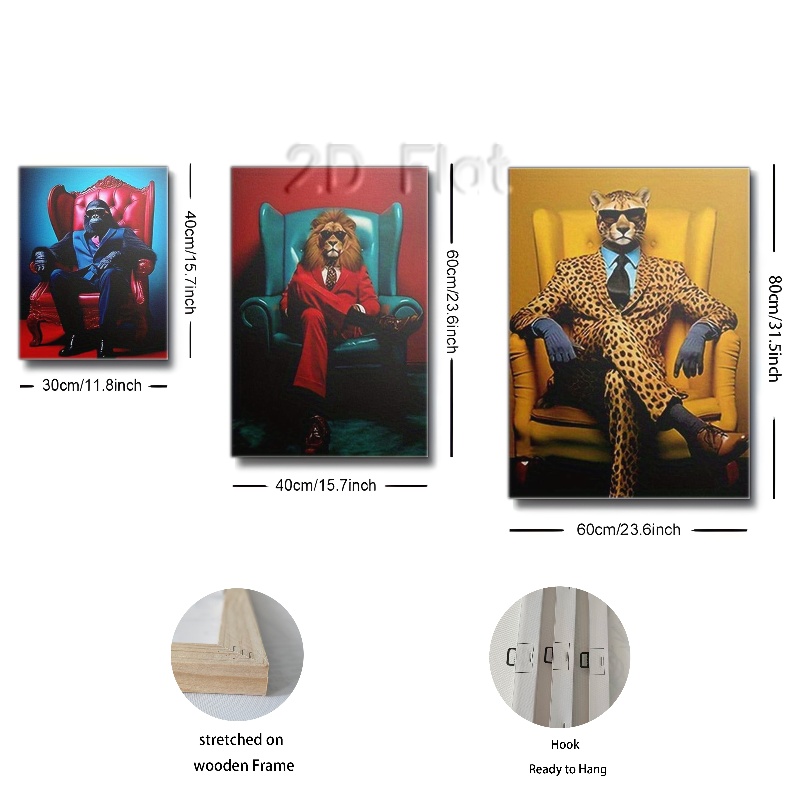 2D Flat
40cm/15.7inch
30cm/11.8inch
60cm/23.6inch
40cm/15.7inch
80cm/31.5inch
60cm/23.6inch
stretched on
wooden Frame
Hook
Ready to Hang